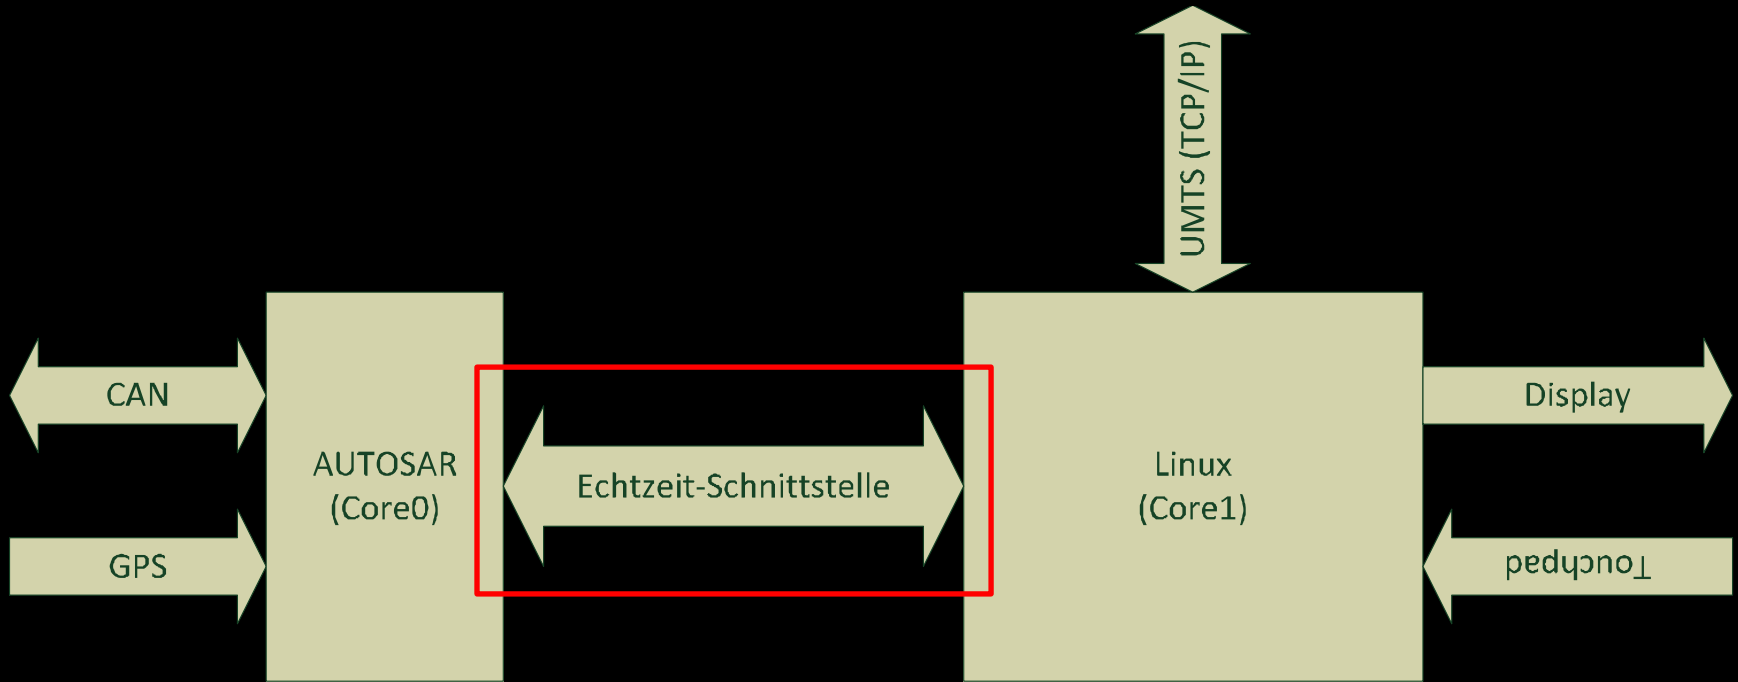 UMTS (TCP/IP)
CAN
GPS
AUTOSAR
(Core0)
Echtzeit-Schnittstelle
Linux
(Core1)
Display
Touchpad